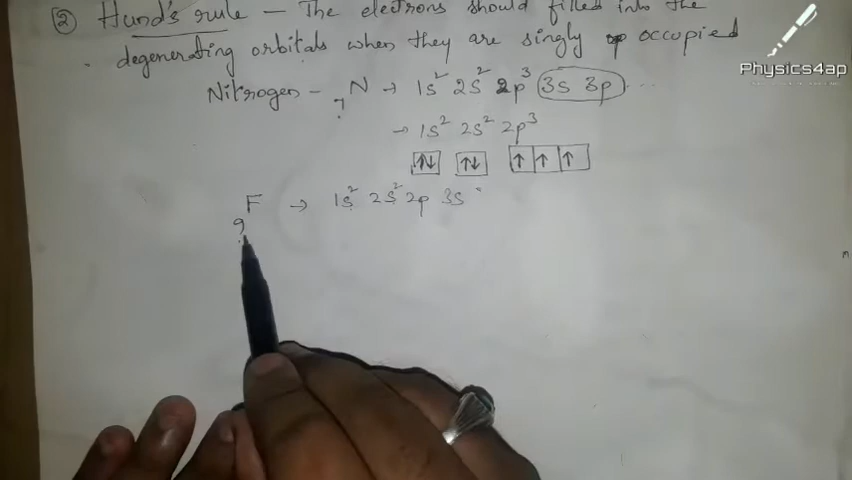 ② Hund's rule - The electrons should filled into the
degenerating orbitals when they are singly occupied
Physics4ap
Nitrogen - ₇N → 1s² 2s² 2p³ 3s 3p ...
→ 1s² 2s² 2p³
↑↓ ↑↓ ↑ ↑ ↑
₉F → 1s² 2s² 2p 3s